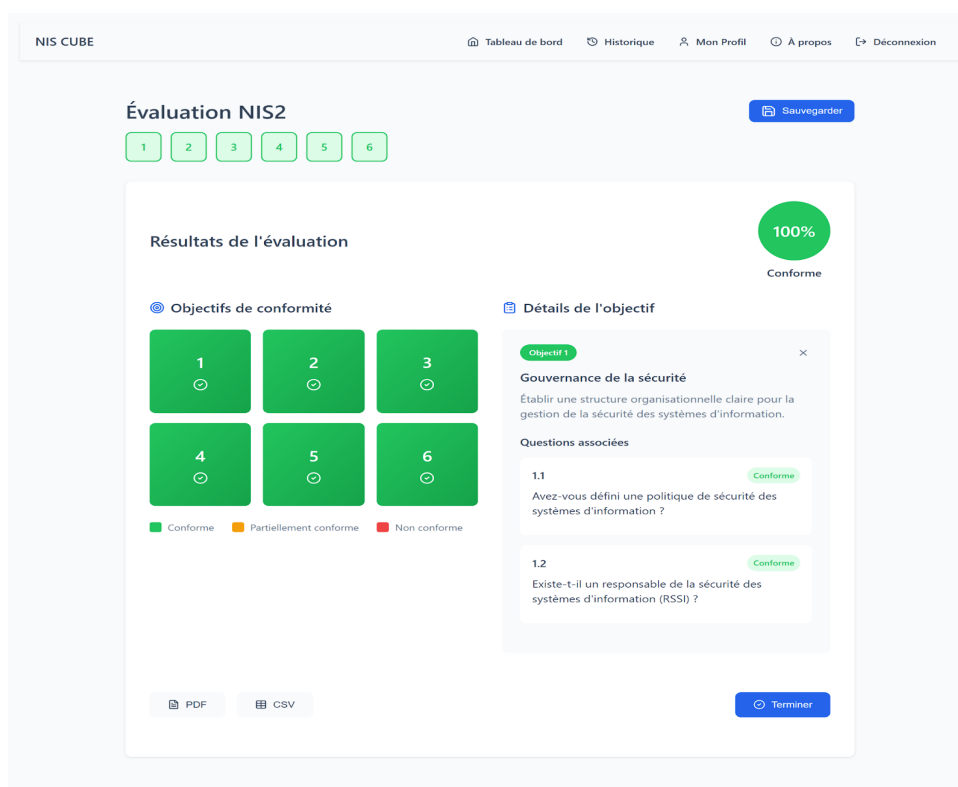 NIS CUBE
Tableau de bord
Historique
Mon Profil
À propos
Déconnexion
Évaluation NIS2
Sauvegarder
1 2 3 4 5 6
Résultats de l'évaluation
100%
Conforme
Objectifs de conformité
1 2 3
4 5 6
Conforme
Partiellement conforme
Non conforme
Détails de l'objectif
Objectif 1
Gouvernance de la sécurité
Établir une structure organisationnelle claire pour la
gestion de la sécurité des systèmes d'information.
Questions associées
1.1
Conforme
Avez-vous défini une politique de sécurité des
systèmes d'information ?
1.2
Conforme
Existe-t-il un responsable de la sécurité des
systèmes d'information (RSSI) ?
PDF
CSV
Terminer